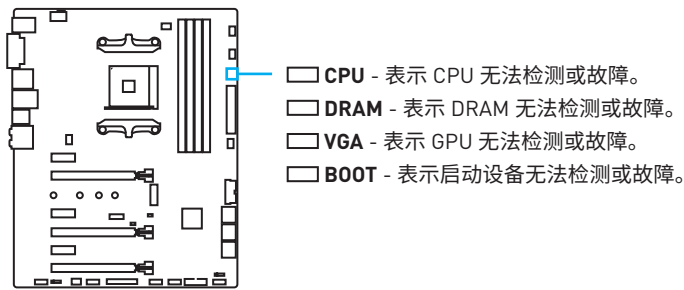 CPU - 表示 CPU 无法检测或故障。
DRAM - 表示 DRAM 无法检测或故障。
VGA - 表示 GPU 无法检测或故障。
BOOT - 表示启动设备无法检测或故障。